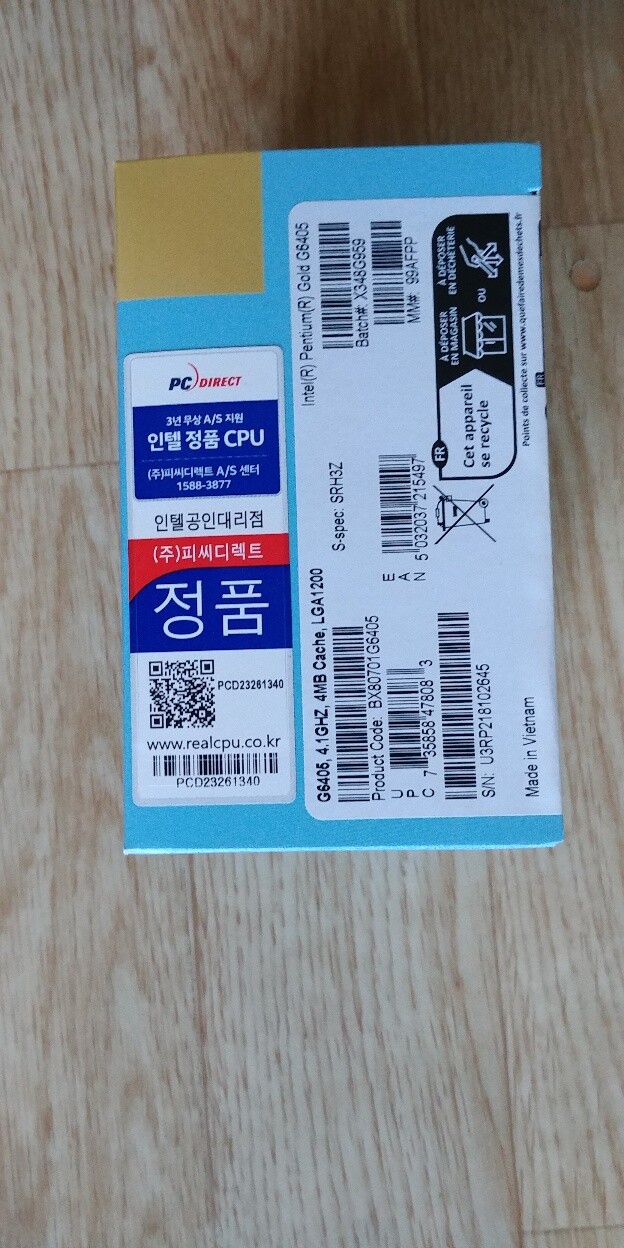 PC DIRECT
3년 무상 A/S 지원
인텔 정품 CPU
(주)피씨디렉트 A/S 센터
1588-3877
인텔공인대리점
(주)피씨디렉트
정품
PCD23261340
www.realcpu.co.kr
PCD23261340
G6405, 4.1GHZ, 4MB Cache, LGA1200
Intel(R) Pentium(R) Gold G6405
S-spec: SRH3Z
Batch#: X348G959
Product Code: BX80701G6405
MM#: 99AFPP
UPC
7 35858 47808 3
EAN
5 032037 215497
S/N: U3RP218102645
Made in Vietnam
FR
Cet appareil
se recycle
À DÉPOSER
EN MAGASIN
OU
À DÉPOSER
EN DÉCHÈTERIE
Points de collecte sur www.quefairedemesdechets.fr
FR